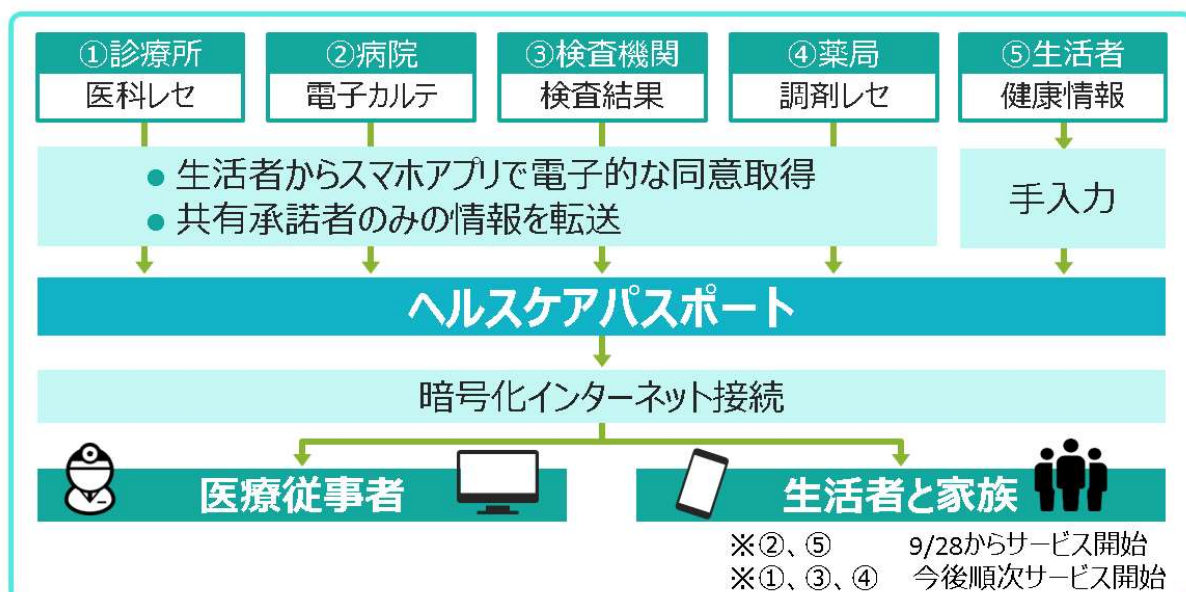 ①診療所
医科レセ
②病院
電子カルテ
③検査機関
検査結果
④薬局
調剤レセ
⑤生活者
健康情報
● 生活者からスマホアプリで電子的な同意取得
● 共有承諾者のみの情報を転送
手入力
ヘルスケアパスポート
暗号化インターネット接続
医療従事者
生活者と家族
※②、⑤ 9/28からサービス開始
※①、③、④ 今後順次サービス開始